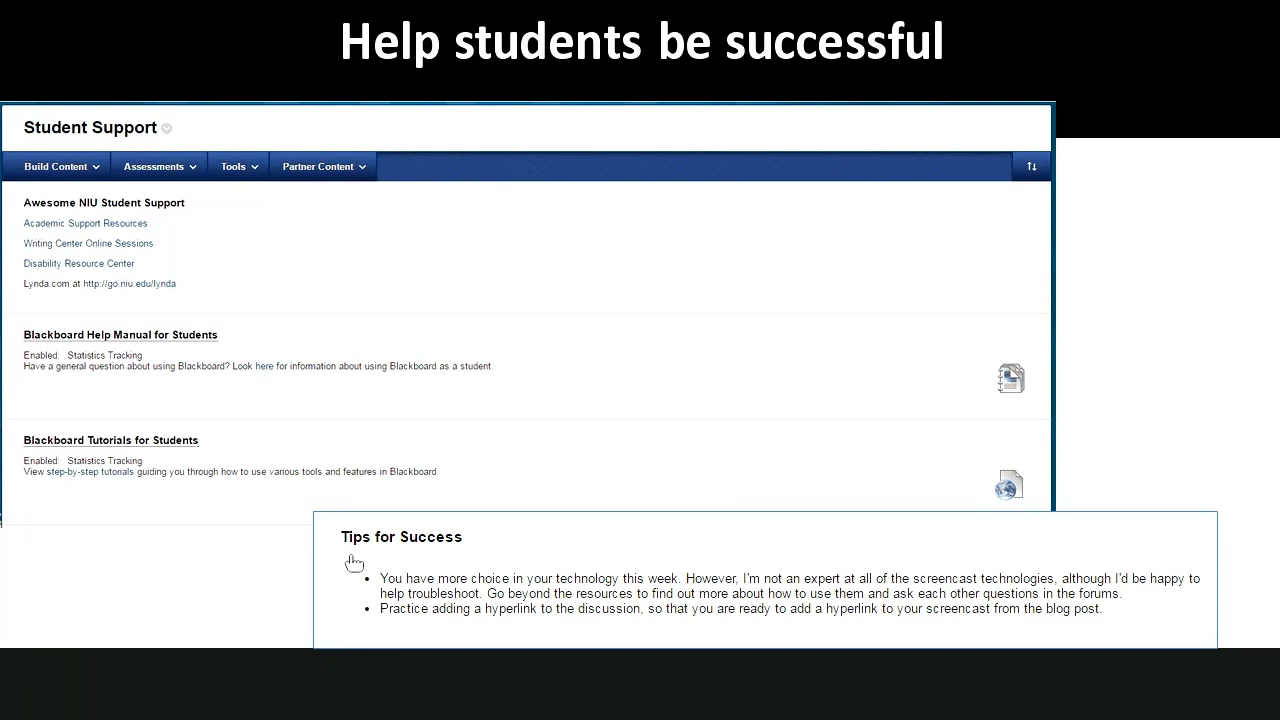 Help students be successful
Student Support
Build Content
Assessments
Tools
Partner Content
Awesome NIU Student Support
Academic Support Resources
Writing Center Online Sessions
Disability Resource Center
Lynda.com at http://go.niu.edu/lynda
Blackboard Help Manual for Students
Enabled: Statistics Tracking
Have a general question about using Blackboard? Look here for information about using Blackboard as a student.
Blackboard Tutorials for Students
Enabled: Statistics Tracking
View step-by-step tutorials guiding you through how to use various tools and features in Blackboard
Tips for Success
• You have more choice in your technology this week. However, I'm not an expert at all of the screencast technologies, although I'd be happy to
help troubleshoot. Go beyond the resources to find out more about how to use them and ask each other questions in the forums.
• Practice adding a hyperlink to the discussion, so that you are ready to add a hyperlink to your screencast from the blog post.